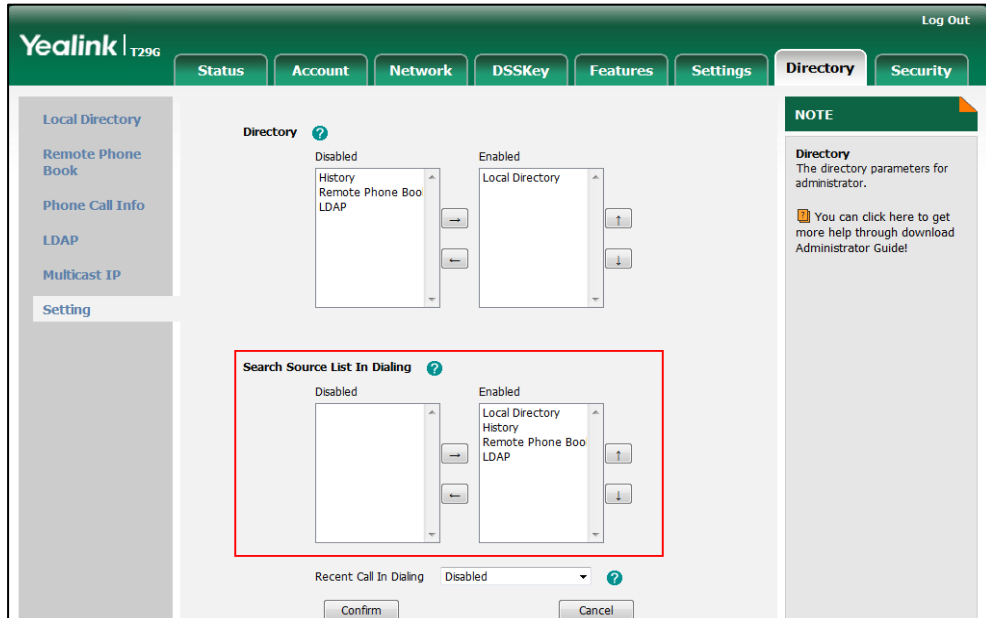 Log Out
Yealink | T29G
Status Account Network DSSKey Features Settings Directory Security
Local Directory
Remote Phone
Book
Phone Call Info
LDAP
Multicast IP
Setting
Directory ?
Disabled Enabled
History
Remote Phone Boo
LDAP
Local Directory
→
←
↑
↓
Search Source List In Dialing ?
Disabled Enabled
Local Directory
History
Remote Phone Boo
LDAP
→
←
↑
↓
Recent Call In Dialing Disabled ?
Confirm Cancel
NOTE
Directory
The directory parameters for
administrator.
? You can click here to get
more help through download
Administrator Guide!